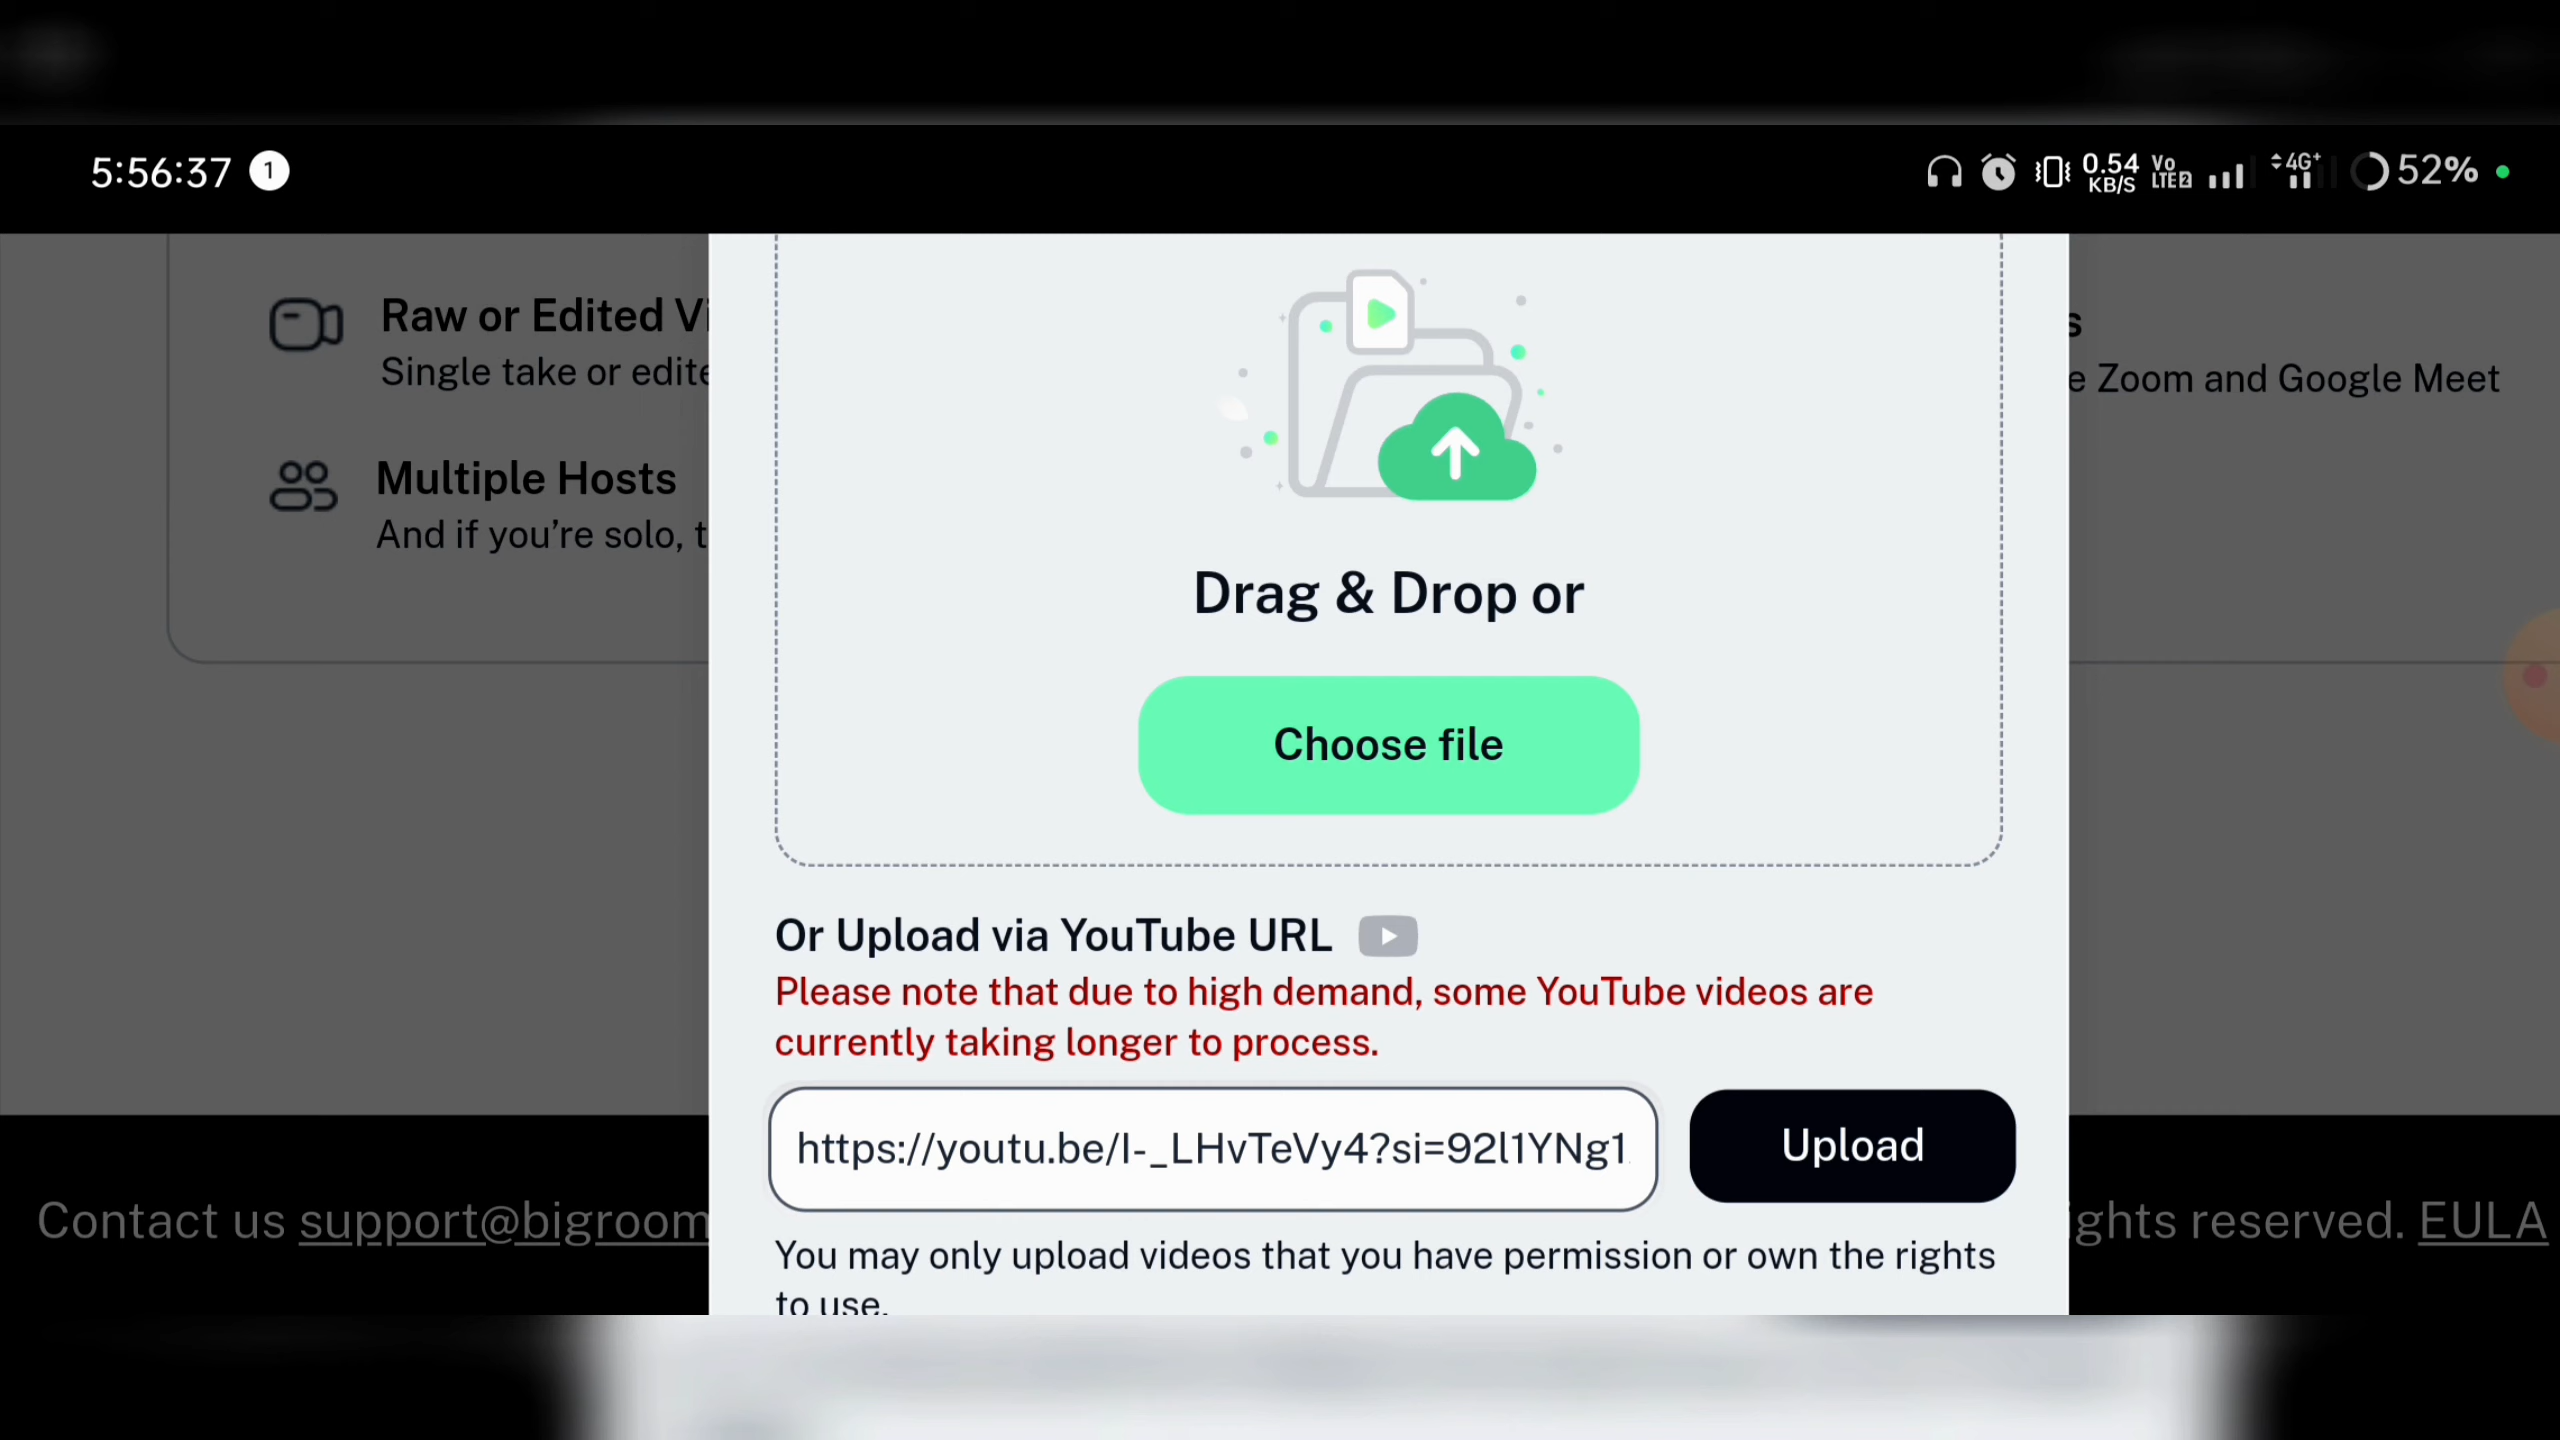 5:56:37 1
0.54 KB/S Vo LTE2 4G+ 52%
Raw or Edited Vi
Single take or edite
s
e Zoom and Google Meet
Multiple Hosts
And if you're solo, t
Drag & Drop or
Choose file
Or Upload via YouTube URL
Please note that due to high demand, some YouTube videos are
currently taking longer to process.
https://youtu.be/I-_LHvTeVy4?si=92l1YNg1
Upload
You may only upload videos that you have permission or own the rights
to use.
Contact us support@bigroom
ghts reserved. EULA